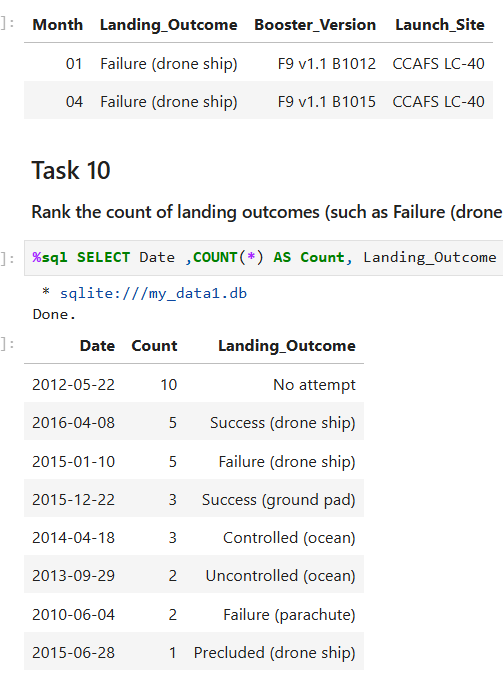 ]: Month Landing_Outcome Booster_Version Launch_Site
01 Failure (drone ship) F9 v1.1 B1012 CCAFS LC-40
04 Failure (drone ship) F9 v1.1 B1015 CCAFS LC-40
Task 10
Rank the count of landing outcomes (such as Failure (drone
]: %sql SELECT Date ,COUNT(*) AS Count, Landing_Outcome
* sqlite:///my_data1.db
Done.
]: Date Count Landing_Outcome
2012-05-22 10 No attempt
2016-04-08 5 Success (drone ship)
2015-01-10 5 Failure (drone ship)
2015-12-22 3 Success (ground pad)
2014-04-18 3 Controlled (ocean)
2013-09-29 2 Uncontrolled (ocean)
2010-06-04 2 Failure (parachute)
2015-06-28 1 Precluded (drone ship)